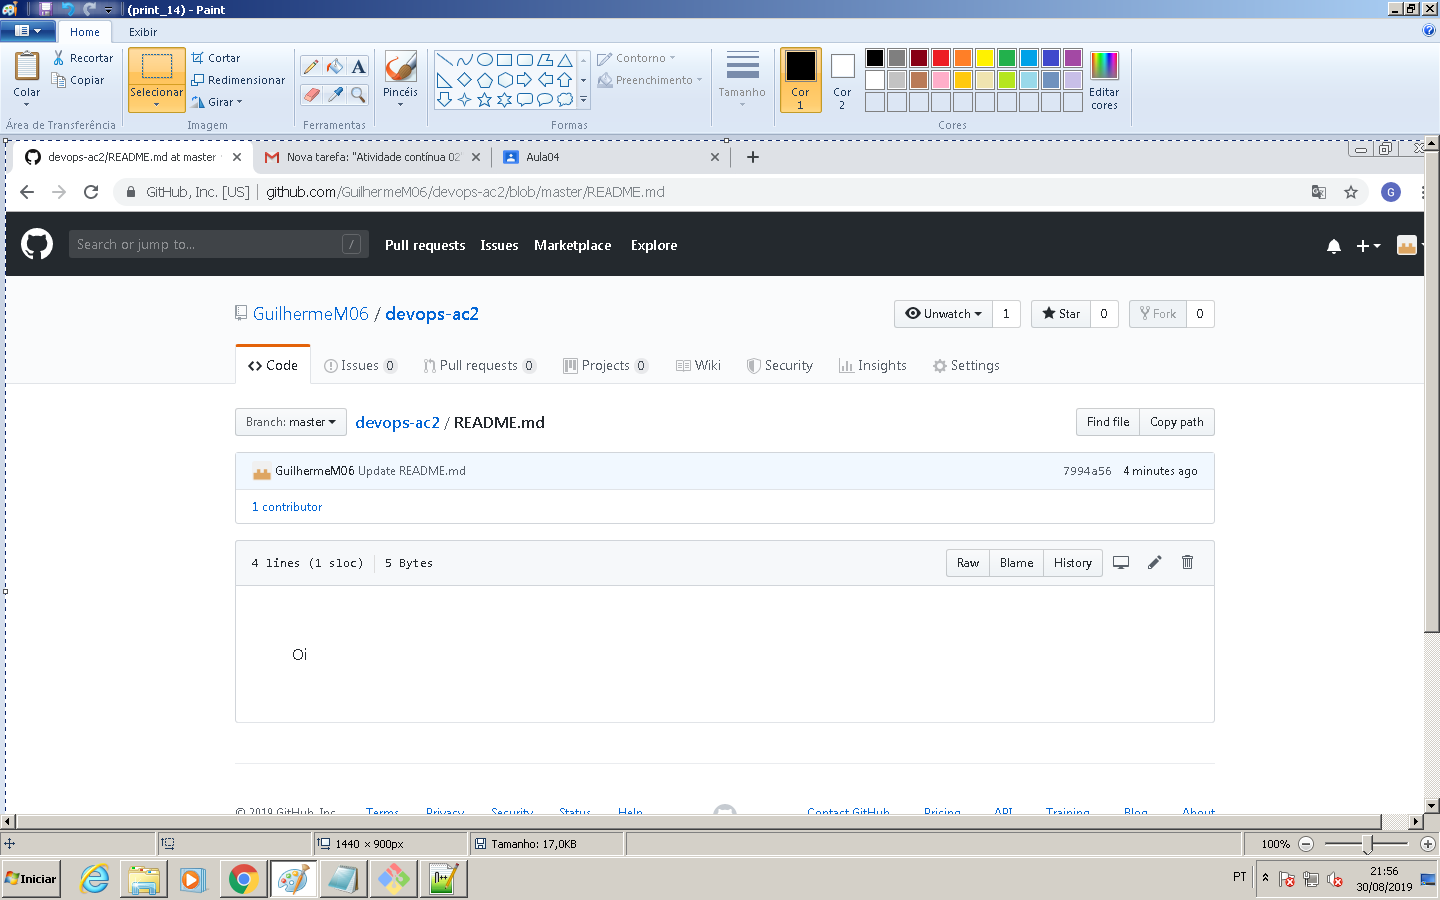 (print_14) - Paint
Home Exibir
Colar
Recortar
Copiar
Área de Transferência
Selecionar
Cortar
Redimensionar
Girar
Imagem
A
Ferramentas
Pincéis
Contorno
Preenchimento
Formas
Tamanho
Cor 1
Cor 2
Editar cores
Cores
devops-ac2/README.md at master
Nova tarefa: "Atividade contínua 02"
Aula04
GitHub, Inc. [US] | github.com/GuilhermeM06/devops-ac2/blob/master/README.md
G
Search or jump to... /
Pull requests Issues Marketplace Explore
GuilhermeM06 / devops-ac2
Unwatch 1 Star 0 Fork 0
Code Issues 0 Pull requests 0 Projects 0 Wiki Security Insights Settings
Branch: master devops-ac2 / README.md Find file Copy path
GuilhermeM06 Update README.md 7994a56 4 minutes ago
1 contributor
4 lines (1 sloc) 5 Bytes Raw Blame History
Oi
© 2019 GitHub, Inc. Terms Privacy Security Status Help Contact GitHub Pricing API Training Blog About
1440 × 900px Tamanho: 17,0KB 100%
Iniciar PT 21:56
30/08/2019